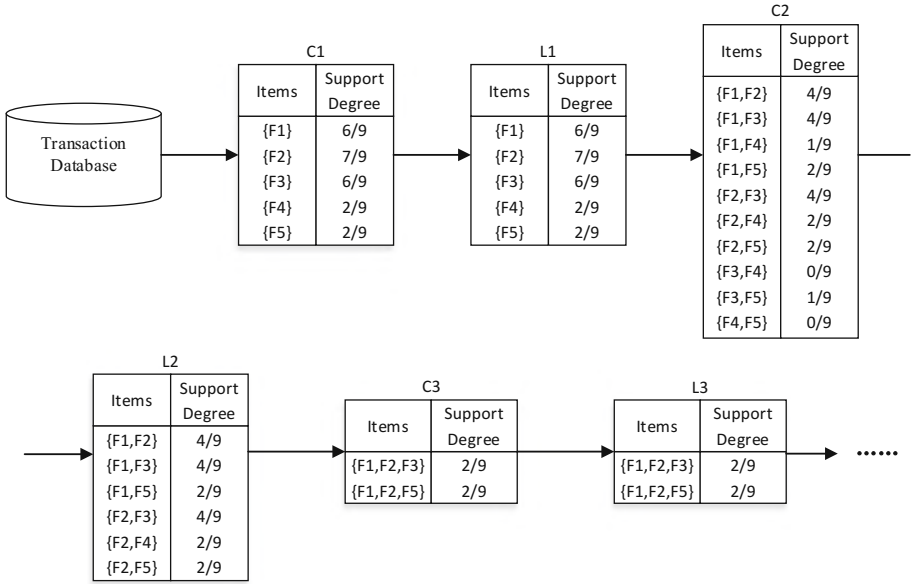 Transaction
Database
C1
Items Support
Degree
{F1} 6/9
{F2} 7/9
{F3} 6/9
{F4} 2/9
{F5} 2/9
L1
Items Support
Degree
{F1} 6/9
{F2} 7/9
{F3} 6/9
{F4} 2/9
{F5} 2/9
C2
Items Support
Degree
{F1,F2} 4/9
{F1,F3} 4/9
{F1,F4} 1/9
{F1,F5} 2/9
{F2,F3} 4/9
{F2,F4} 2/9
{F2,F5} 2/9
{F3,F4} 0/9
{F3,F5} 1/9
{F4,F5} 0/9
L2
Items Support
Degree
{F1,F2} 4/9
{F1,F3} 4/9
{F1,F5} 2/9
{F2,F3} 4/9
{F2,F4} 2/9
{F2,F5} 2/9
C3
Items Support
Degree
{F1,F2,F3} 2/9
{F1,F2,F5} 2/9
L3
Items Support
Degree
{F1,F2,F3} 2/9
{F1,F2,F5} 2/9
......